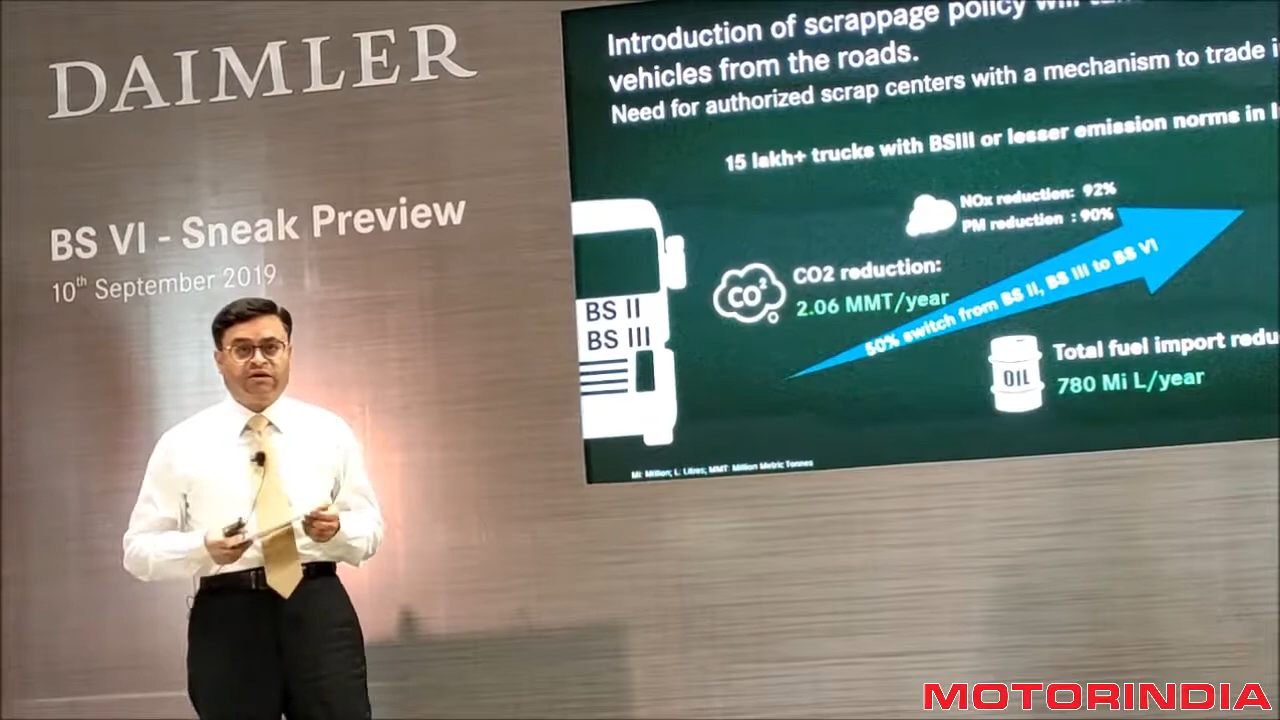 DAIMLER
BS VI - Sneak Preview
10th September 2019
Introduction of scrappage policy will
vehicles from the roads.
Need for authorized scrap centers with a mechanism to trade
15 lakh+ trucks with BSIII or lesser emission norms in
NOx reduction: 92%
PM reduction : 90%
CO2 reduction:
2.06 MMT/year
CO2
50% switch from BS II, BS III to BS VI
BS II
BS III
OIL
Total fuel import
780 Mi L/year
Mi: Million; L: Litres; MMT: Million Metric Tonnes
MOTORINDIA